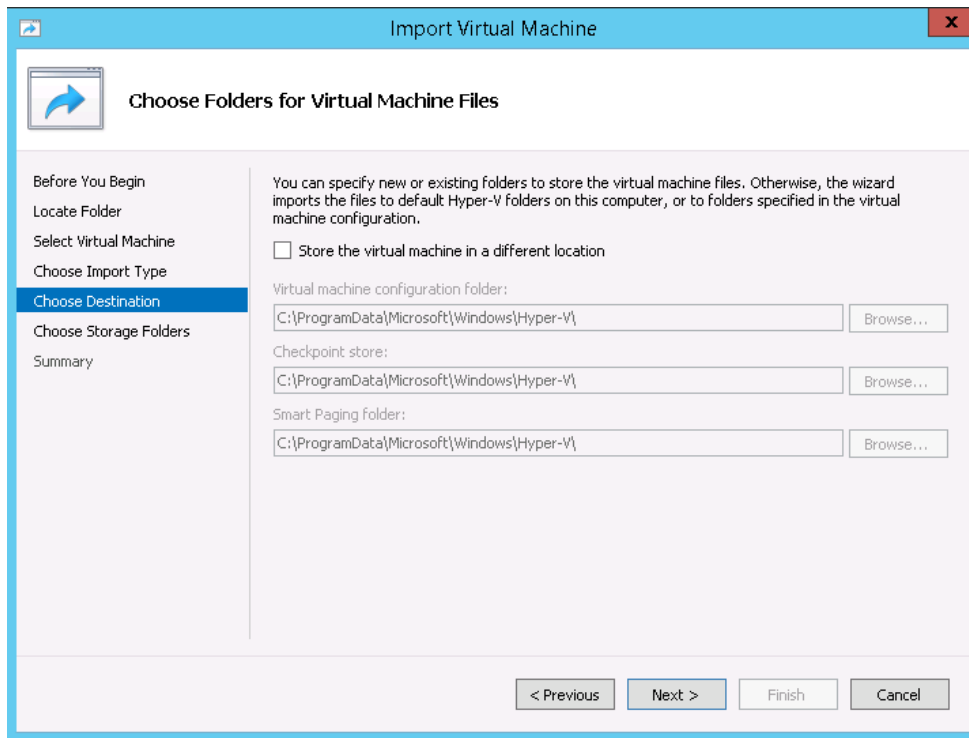 Import Virtual Machine
x
Choose Folders for Virtual Machine Files
Before You Begin
Locate Folder
Select Virtual Machine
Choose Import Type
Choose Destination
Choose Storage Folders
Summary
You can specify new or existing folders to store the virtual machine files. Otherwise, the wizard
imports the files to default Hyper-V folders on this computer, or to folders specified in the virtual
machine configuration.
Store the virtual machine in a different location
Virtual machine configuration folder:
C:\ProgramData\Microsoft\Windows\Hyper-V\ Browse...
Checkpoint store:
C:\ProgramData\Microsoft\Windows\Hyper-V\ Browse...
Smart Paging folder:
C:\ProgramData\Microsoft\Windows\Hyper-V\ Browse...
< Previous Next > Finish Cancel